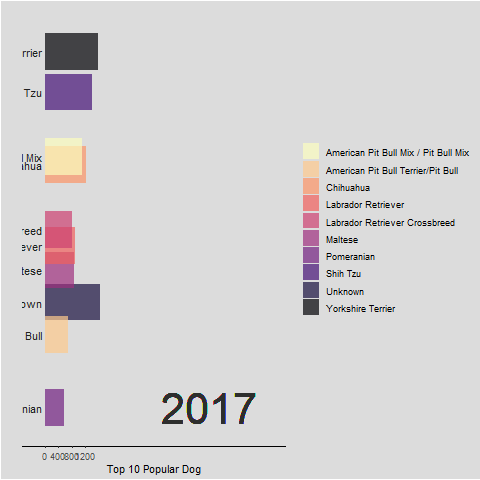 rrier
Tzu
l Mix
hua
reed
ever
tese
own
Bull
nian
2017
0 400 800 1200
Top 10 Popular Dog
American Pit Bull Mix / Pit Bull Mix
American Pit Bull Terrier/Pit Bull
Chihuahua
Labrador Retriever
Labrador Retriever Crossbreed
Maltese
Pomeranian
Shih Tzu
Unknown
Yorkshire Terrier